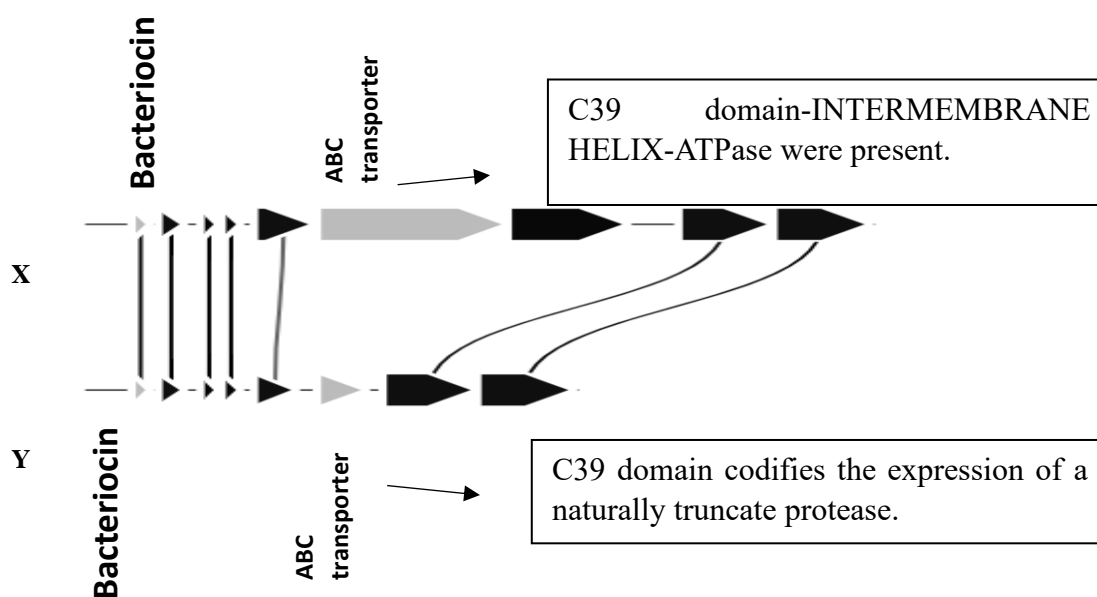 Bacteriocin
ABC
transporter
C39 domain-INTERMEMBRANE
HELIX-ATPase were present.
X
Y
Bacteriocin
ABC
transporter
C39 domain codifies the expression of a
naturally truncate protease.